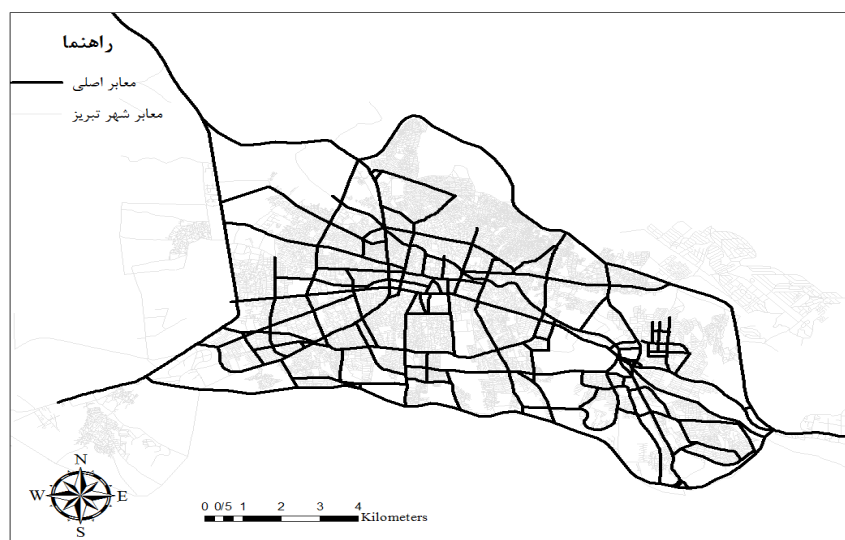 راهنما
معابر اصلی
معابر شهر تبریز
N
W E
S
0 0/5 1 2 3 4
Kilometers